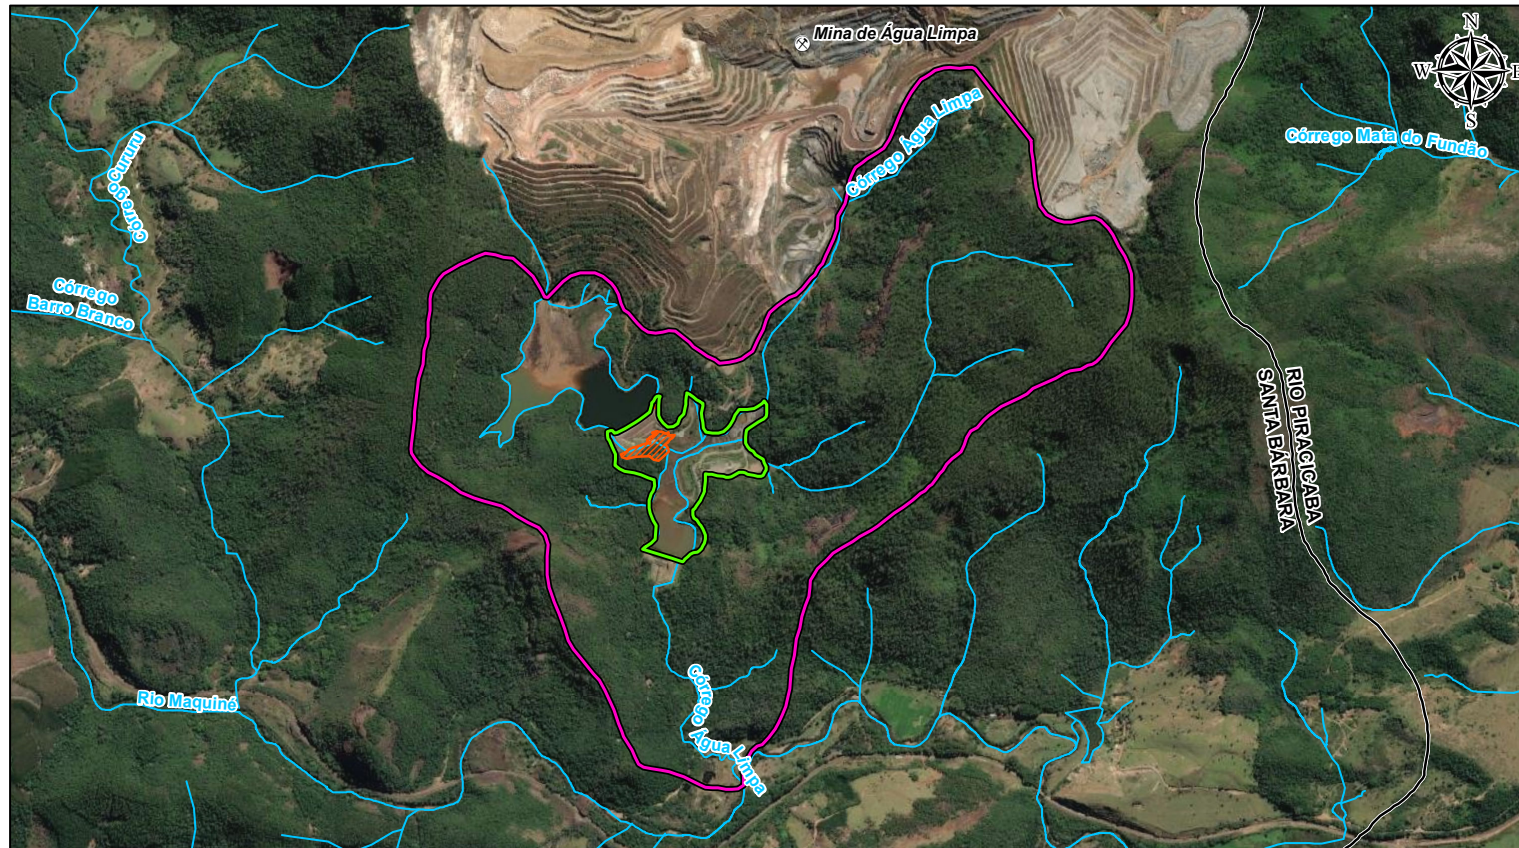 Mina de Água Limpa
N
W
E
S
Córrego Água Limpa
Córrego Mata do Fundão
Córrego
Cururu
Córrego
Barro Branco
RIO PIRACICABA
SANTA BÁRBARA
Rio Maquiné
Córrego
Água Limpa